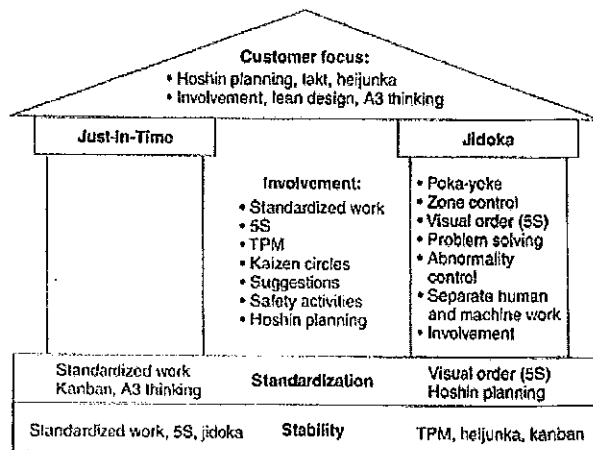 Customer focus:
• Hoshin planning, takt, heijunka
• Involvement, lean design, A3 thinking
Just-in-Time
Jidoka
Involvement:
• Standardized work
• 5S
• TPM
• Kaizen circles
• Suggestions
• Safety activities
• Hoshin planning
• Poka-yoke
• Zone control
• Visual order (5S)
• Problem solving
• Abnormality
control
• Separate human
and machine work
• Involvement
Standardized work
Kanban, A3 thinking
Standardization
Visual order (5S)
Hoshin planning
Standardized work, 5S, jidoka
Stability
TPM, heijunka, kanban